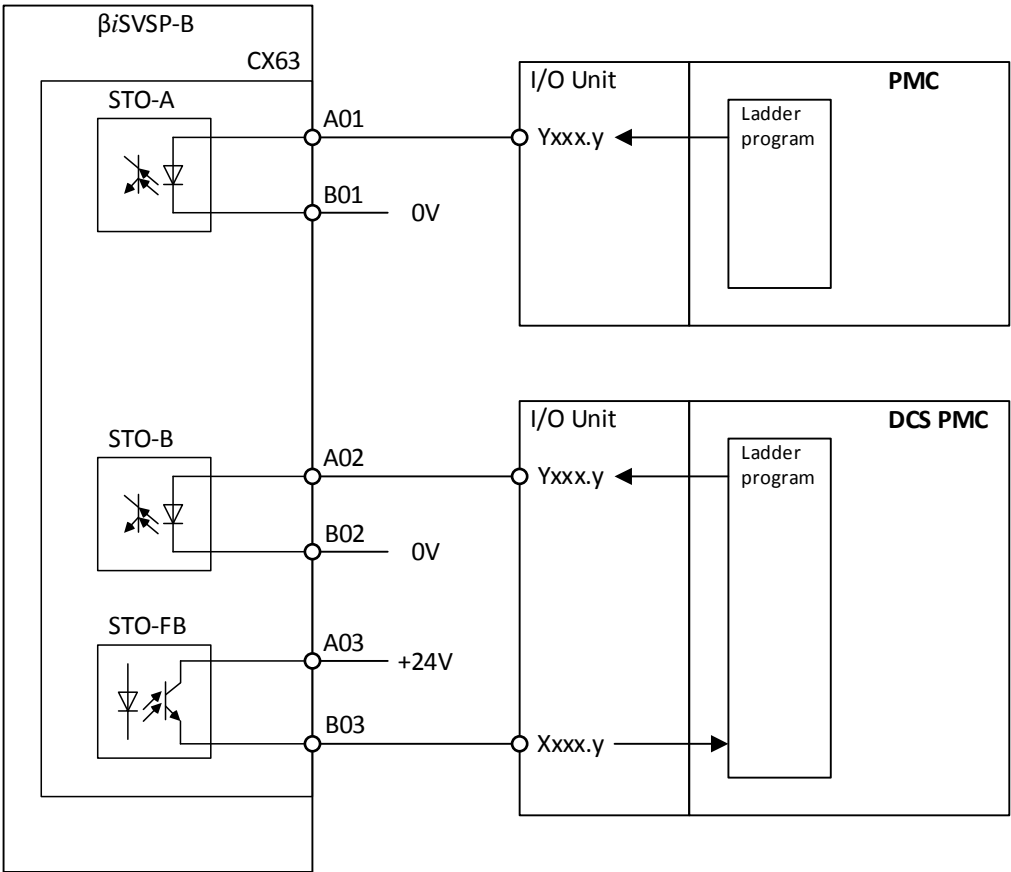 βiSVSP-B
CX63
STO-A
A01
B01
0V
I/O Unit
PMC
Yxxx.y
Ladder
program
STO-B
A02
B02
0V
STO-FB
A03
+24V
B03
I/O Unit
DCS PMC
Yxxx.y
Ladder
program
Xxxx.y